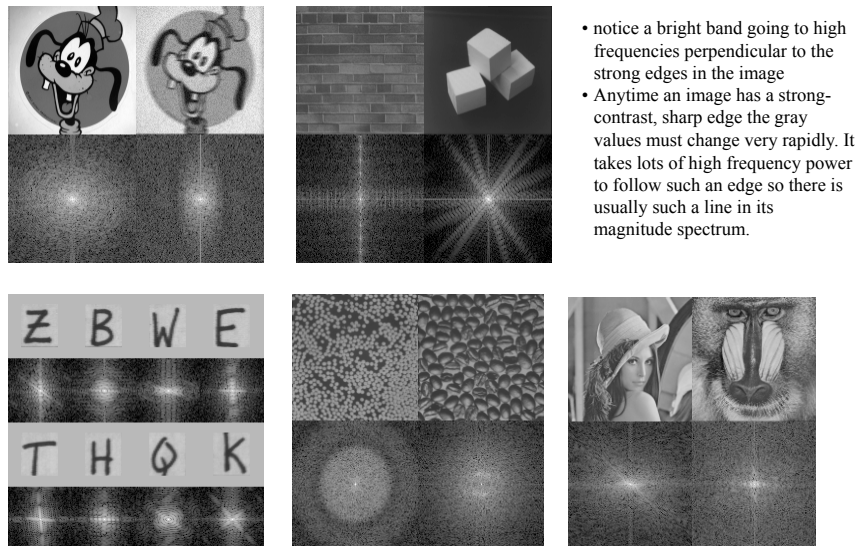 • notice a bright band going to high
frequencies perpendicular to the
strong edges in the image
• Anytime an image has a strong-
contrast, sharp edge the gray
values must change very rapidly. It
takes lots of high frequency power
to follow such an edge so there is
usually such a line in its
magnitude spectrum.
Z B W E
T H Q K